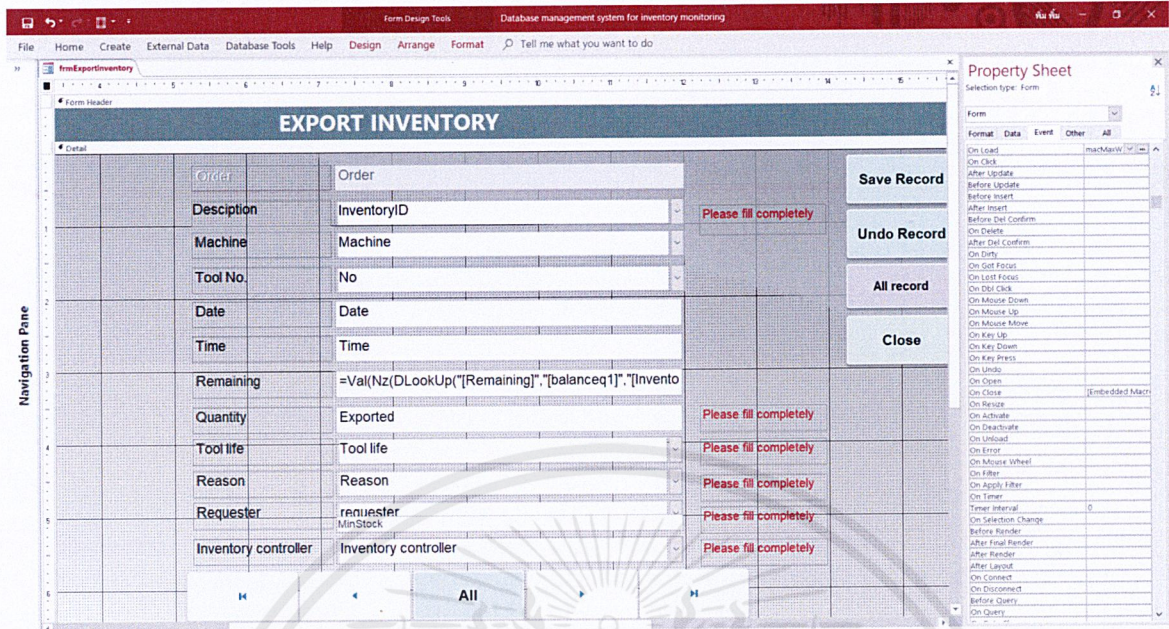 Form Design Tools Database management system for inventory monitoring พิม พิ้ม
File Home Create External Data Database Tools Help Design Arrange Format Tell me what you want to do
frmExportInventory
Form Header
EXPORT INVENTORY
Detail
Order Order
Desciption InventoryID Please fill completely
Machine Machine
Tool No. No
Date Date
Time Time
Remaining =Val(Nz(DLookUp("[Remaining]","[balanceq1]","[Invento
Quantity Exported Please fill completely
Tool life Tool life Please fill completely
Reason Reason Please fill completely
Requester requester Please fill completely
MinStock
Inventory controller Inventory controller Please fill completely
All
Save Record
Undo Record
All record
Close
Navigation Pane
Property Sheet
Selection type: Form
Form
Format Data Event Other All
On Load macMaxW
On Click
After Update
Before Update
Before Insert
After Insert
Before Del Confirm
On Delete
After Del Confirm
On Dirty
On Got Focus
On Lost Focus
On Dbl Click
On Mouse Down
On Mouse Up
On Mouse Move
On Key Up
On Key Down
On Key Press
On Undo
On Open
On Close [Embedded Macr
On Resize
On Activate
On Deactivate
On Unload
On Error
On Mouse Wheel
On Filter
On Apply Filter
On Timer
Timer Interval 0
On Selection Change
Before Render
After Final Render
After Render
After Layout
On Connect
On Disconnect
Before Query
On Query